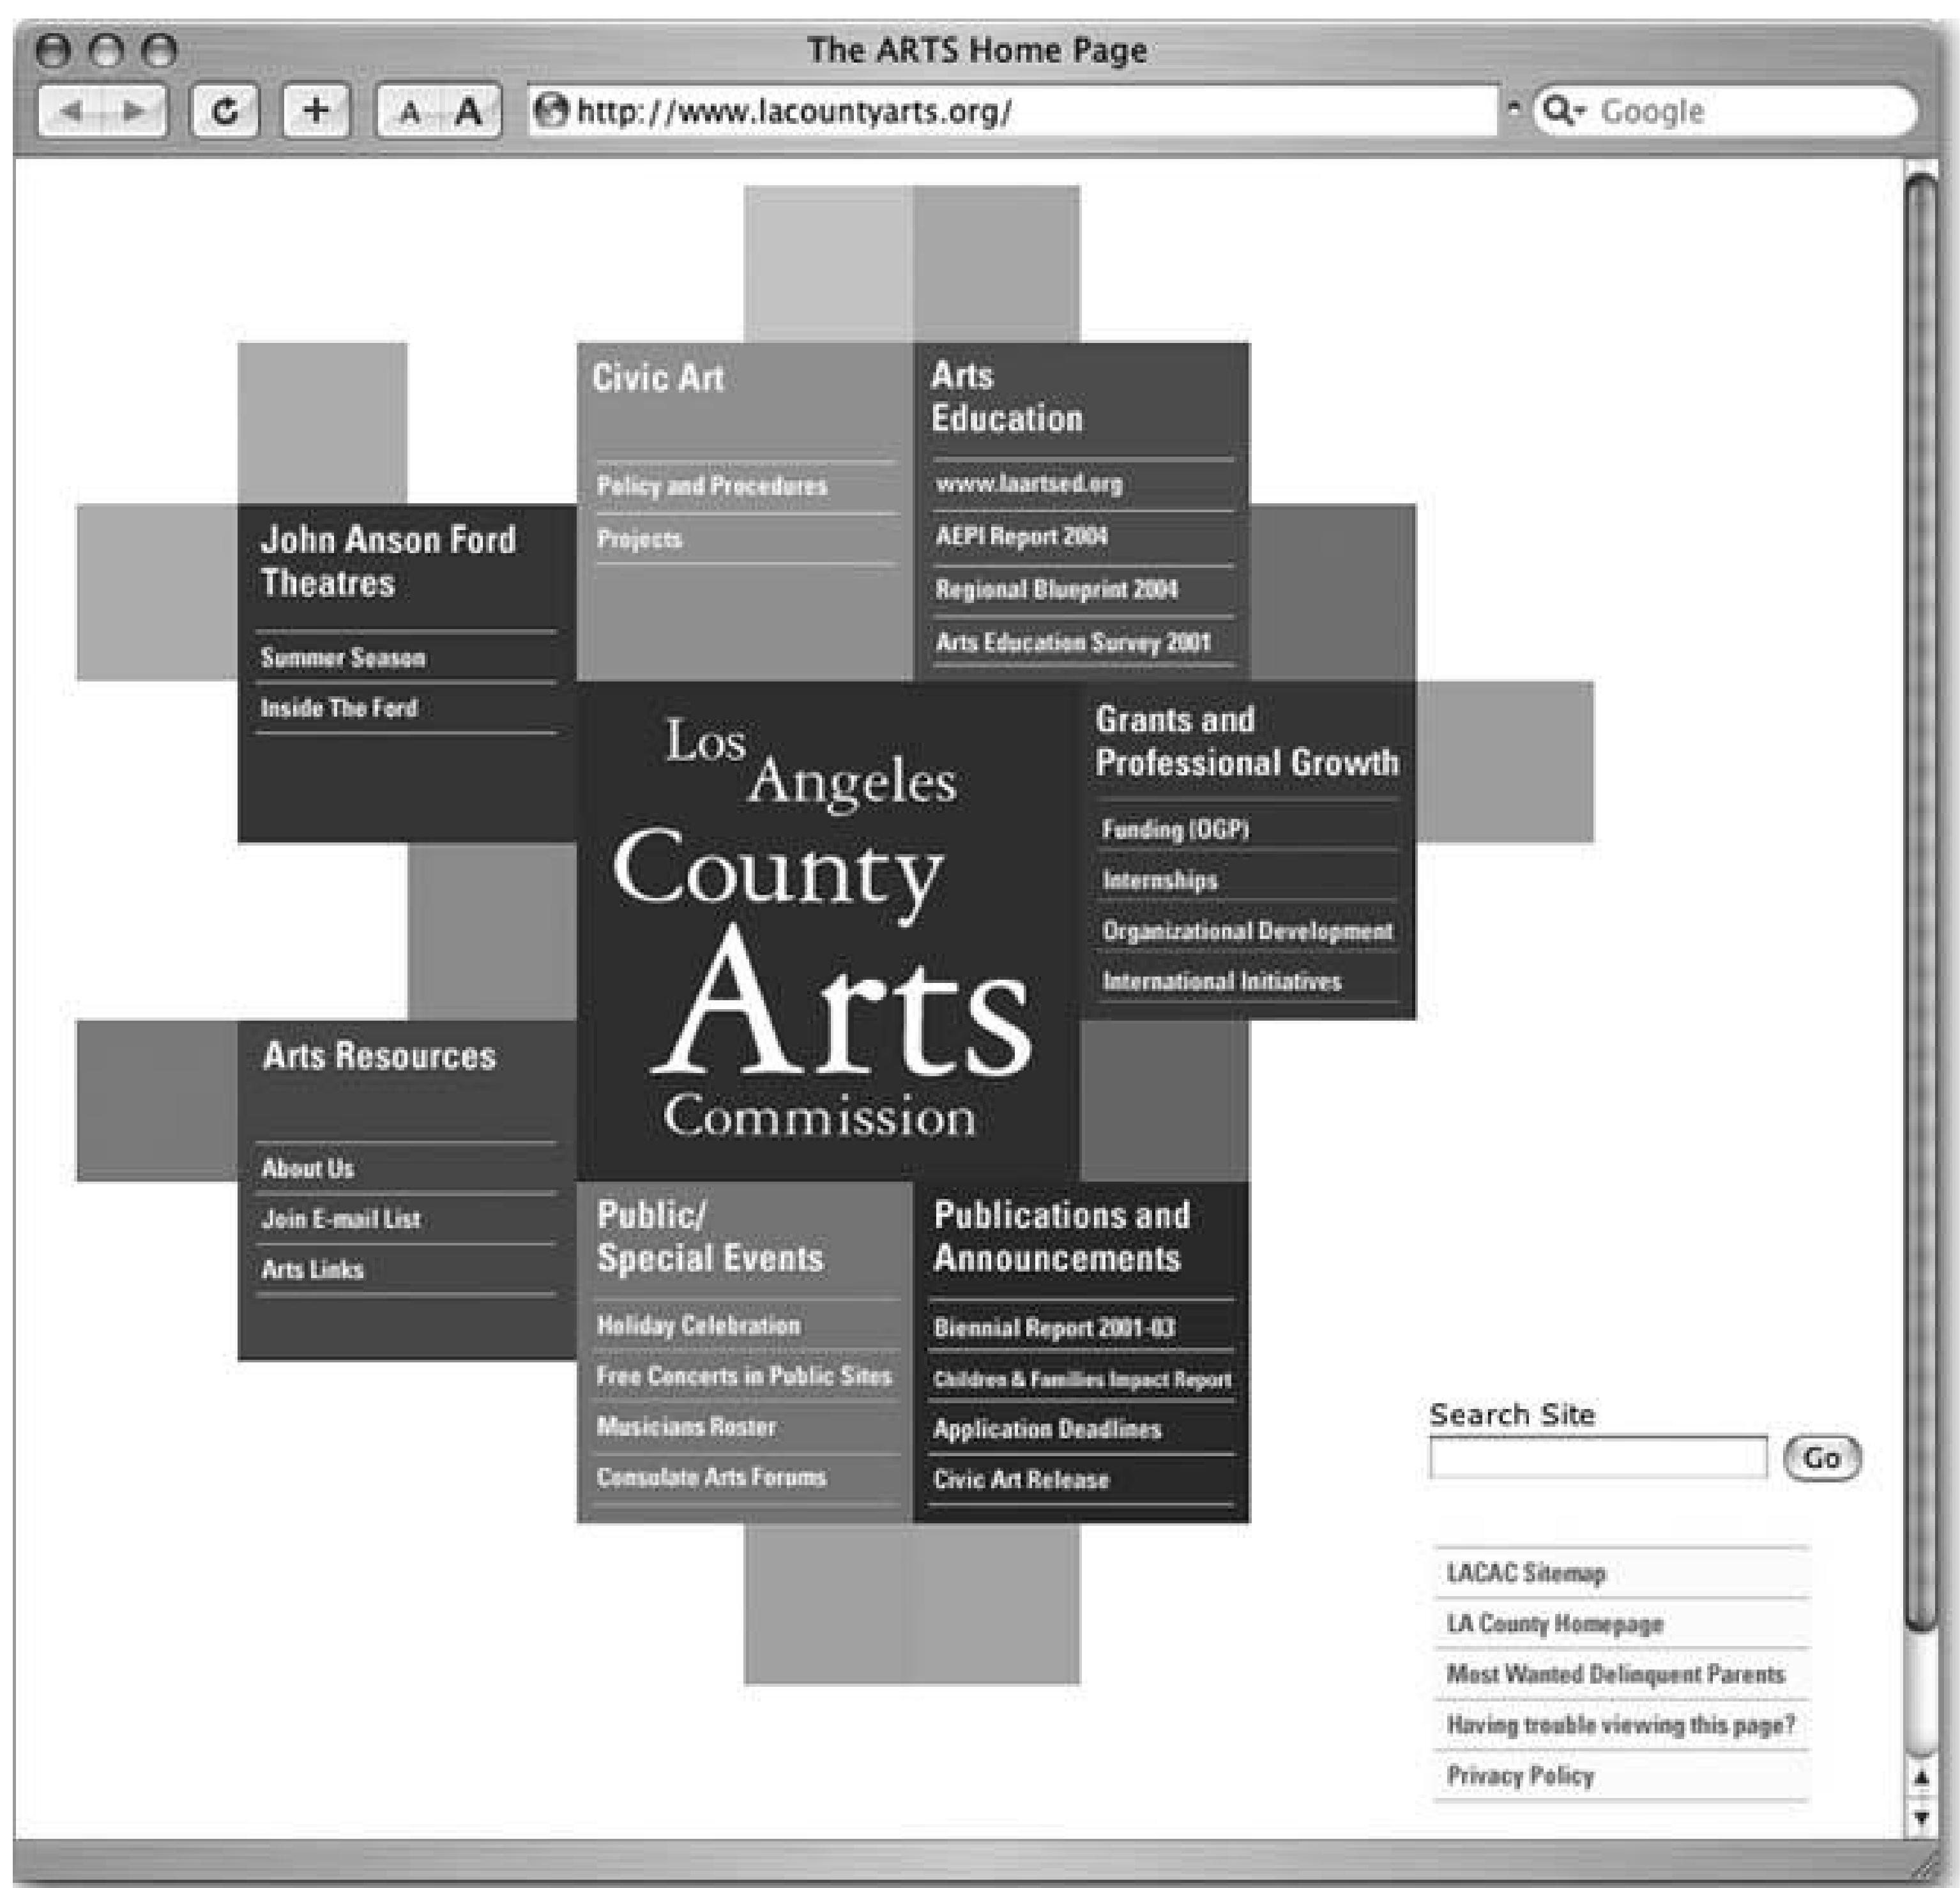 The ARTS Home Page
A A
http://www.lacountyarts.org/
Google
Civic Art
Policy and Procedures
Projects
Arts
Education
www.laartsed.org
AEPI Report 2004
Regional Blueprint 2004
Arts Education Survey 2001
John Anson Ford
Theatres
Summer Season
Inside The Ford
Los
Angeles
County
Arts
Commission
Grants and
Professional Growth
Funding (OGP)
Internships
Organizational Development
International Initiatives
Arts Resources
About Us
Join E-mail List
Arts Links
Public/
Special Events
Holiday Celebration
Free Concerts in Public Sites
Musicians Roster
Consulate Arts Forums
Publications and
Announcements
Biennial Report 2001-03
Children & Families Impact Report
Application Deadlines
Civic Art Release
Search Site
Go
LACAC Sitemap
LA County Homepage
Most Wanted Delinquent Parents
Having trouble viewing this page?
Privacy Policy